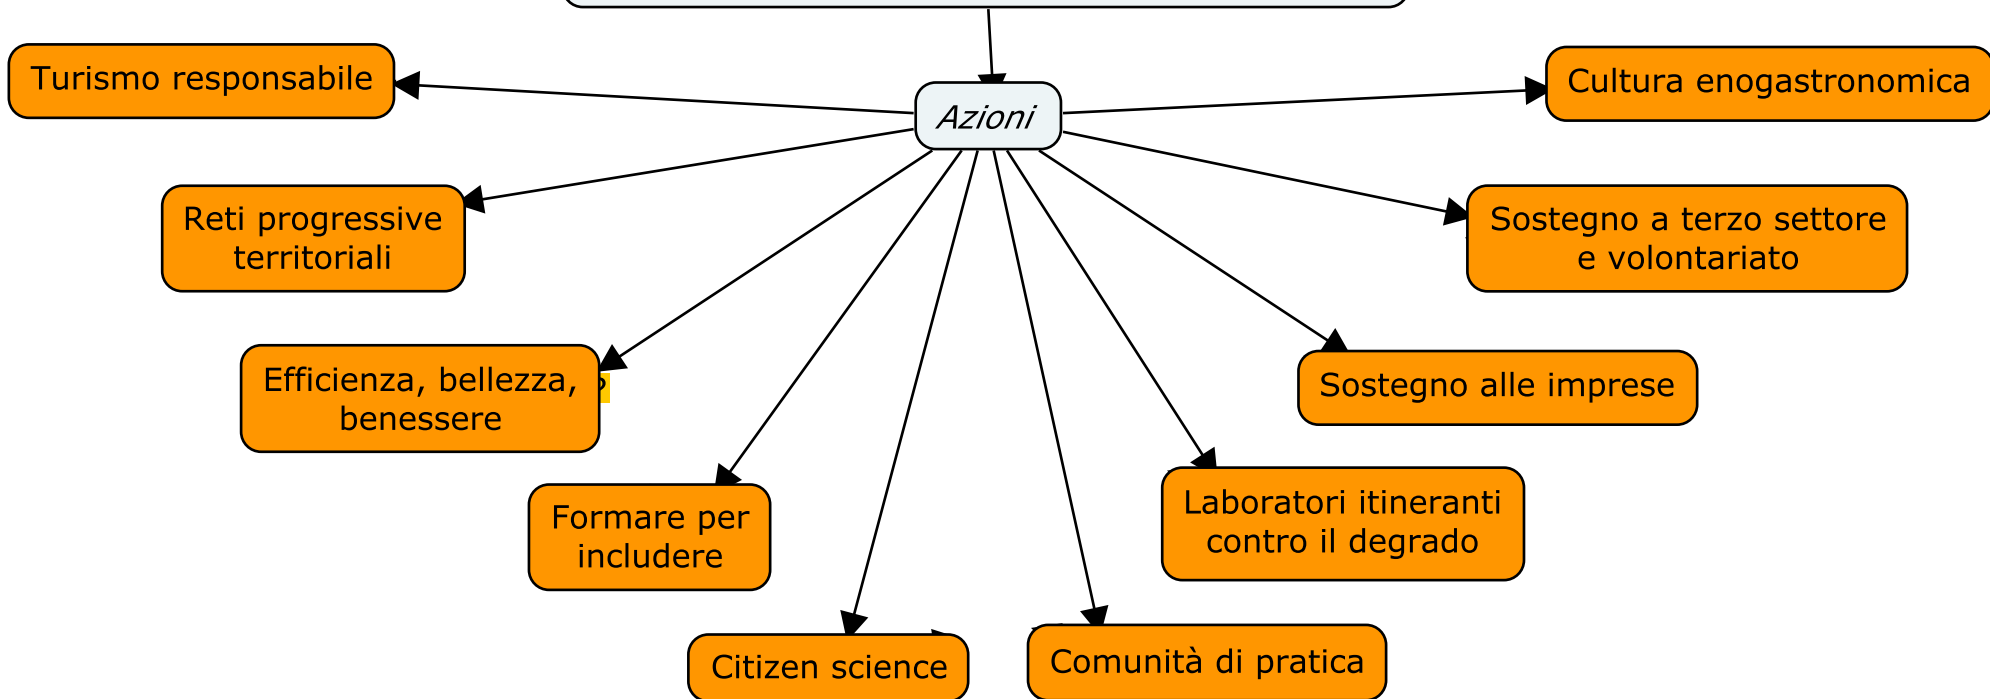 Turismo responsabile
Azioni
Cultura enogastronomica
Reti progressive
territoriali
Sostegno a terzo settore
e volontariato
Efficienza, bellezza,
benessere
Sostegno alle imprese
Formare per
includere
Laboratori itineranti
contro il degrado
Citizen science
Comunità di pratica